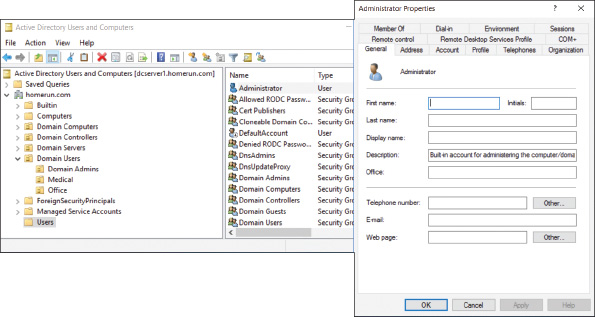 Active Directory Users and Computers
File Action View Help
Active Directory Users and Computers [dcserver1.homerun.com]
Saved Queries
homerun.com
Builtin
Computers
Domain Computers
Domain Controllers
Domain Servers
Domain Users
Domain Admins
Medical
Office
ForeignSecurityPrincipals
Managed Service Accounts
Users
Name Type
Administrator User
Allowed RODC Passw... Security Gro
Cert Publishers Security Gro
Cloneable Domain Co... Security Gro
DefaultAccount User
Denied RODC Passwo... Security Gro
DnsAdmins Security Gro
DnsUpdateProxy Security Gro
Domain Admins Security Gro
Domain Computers Security Gro
Domain Controllers Security Gro
Domain Guests Security Gro
Domain Users Security Gro
Administrator Properties
? ×
Member Of Dial-in Environment Sessions
Remote control Remote Desktop Services Profile COM+
General Address Account Profile Telephones Organization
Administrator
First name: Initials:
Last name:
Display name:
Description: Built-in account for administering the computer/doma
Office:
Telephone number: Other...
E-mail:
Web page: Other...
OK Cancel Apply Help